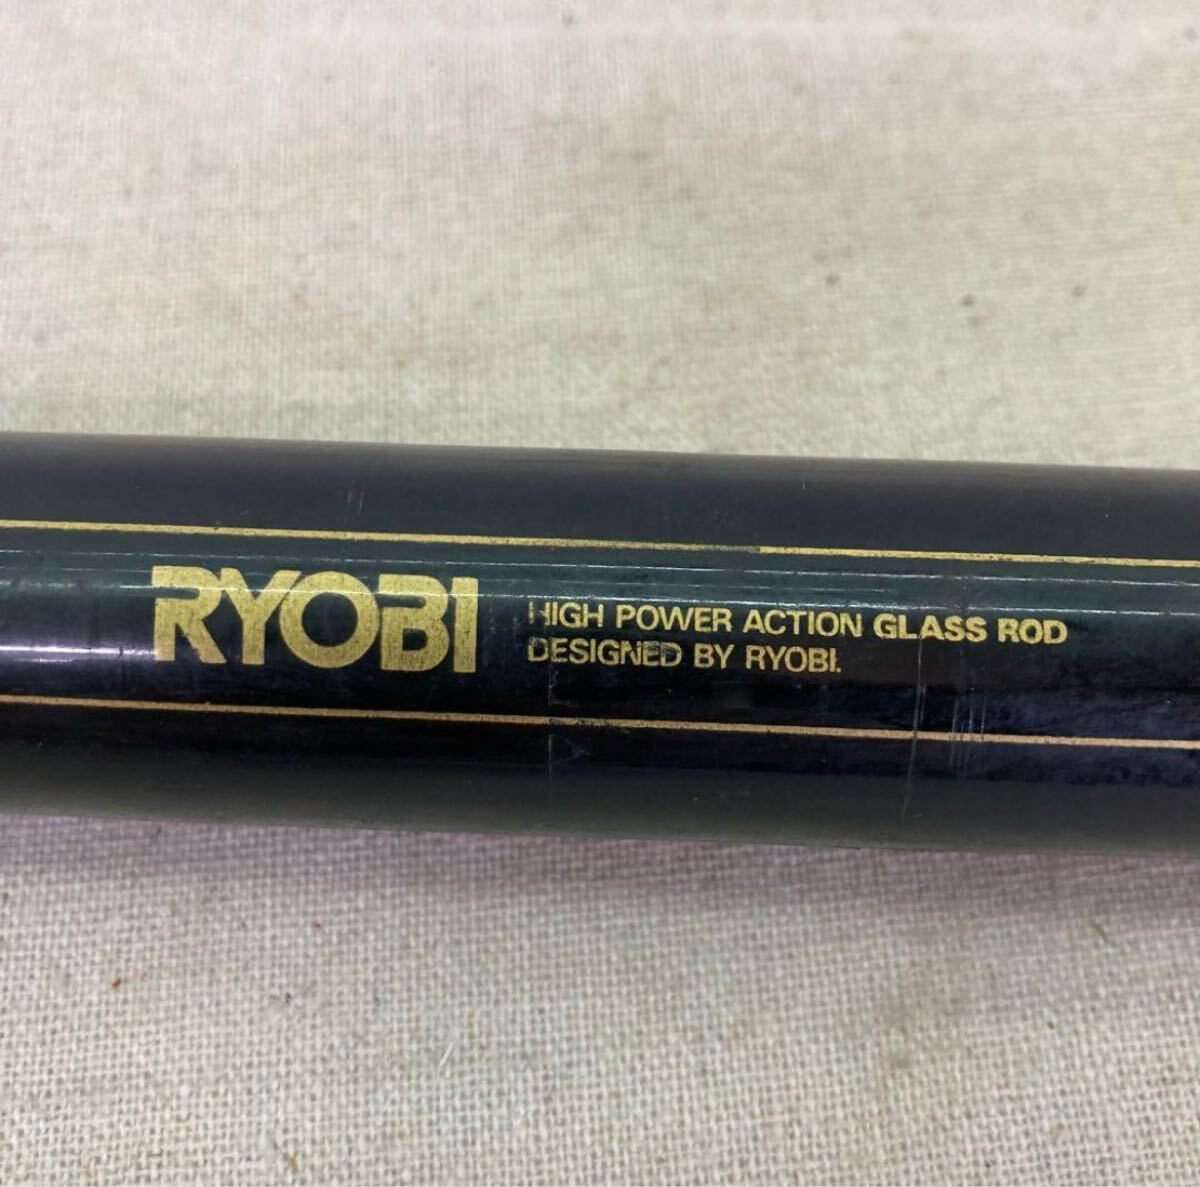 RYOBI
HIGH POWER ACTION GLASS ROD
DESIGNED BY RYOBI.